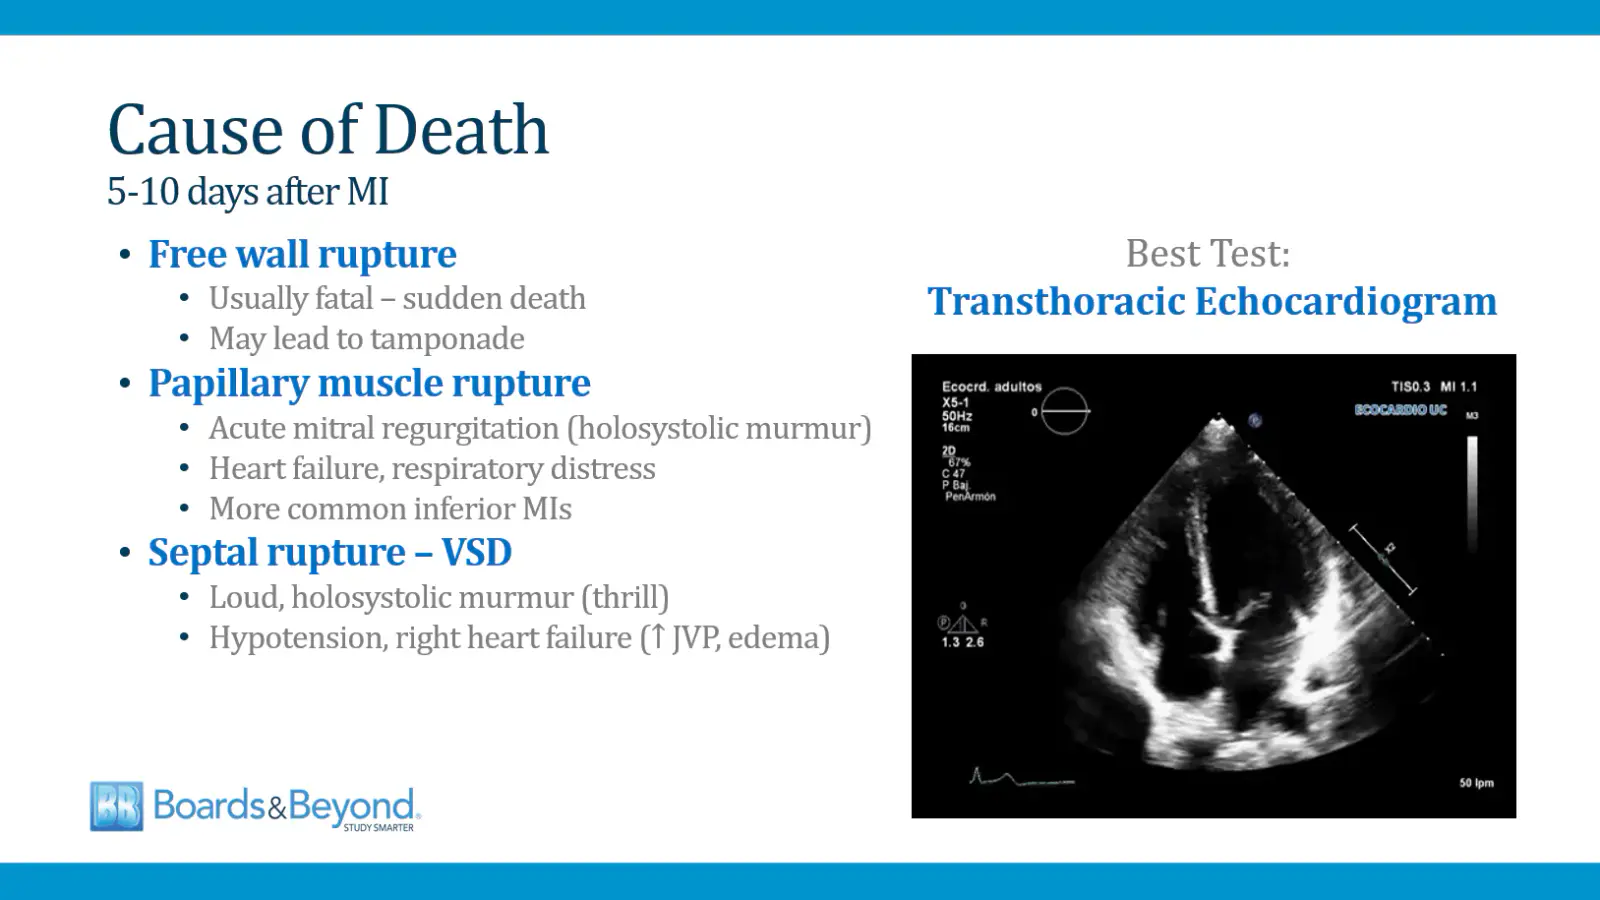 Cause of Death
5-10 days after MI
• Free wall rupture
• Usually fatal – sudden death
• May lead to tamponade
• Papillary muscle rupture
• Acute mitral regurgitation (holosystolic murmur)
• Heart failure, respiratory distress
• More common inferior MIs
• Septal rupture – VSD
• Loud, holosystolic murmur (thrill)
• Hypotension, right heart failure (↑ JVP, edema)
Best Test:
Transthoracic Echocardiogram
Ecocrd. adultos
X5-1
50Hz
16cm
0
2D
67%
C 47
P Baj.
PenArmón
TIS0.3 MI 1.1
ECOCARDIO UC
M3
P
x2
0
P R
1.3 2.6
50 lpm
BB Boards&Beyond®
STUDY SMARTER